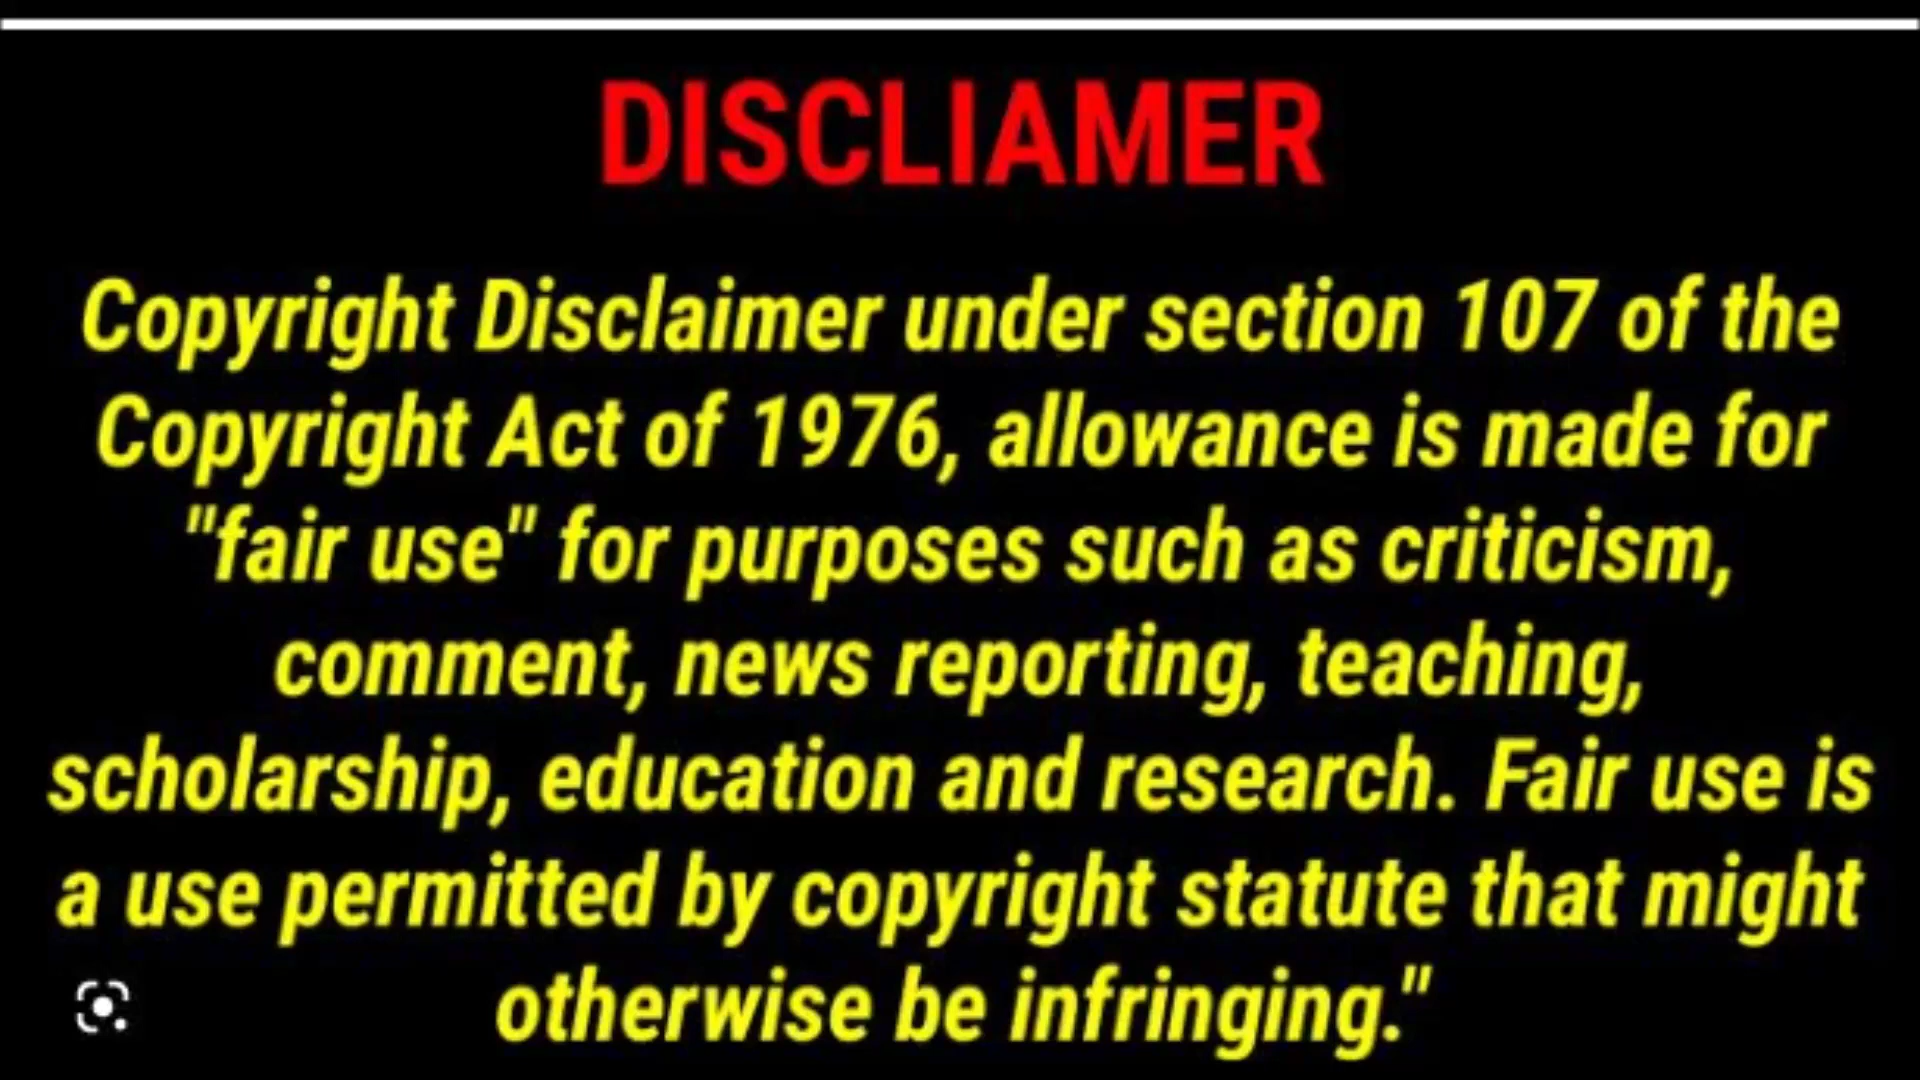 DISCLIAMER
Copyright Disclaimer under section 107 of the
Copyright Act of 1976, allowance is made for
"fair use" for purposes such as criticism,
comment, news reporting, teaching,
scholarship, education and research. Fair use is
a use permitted by copyright statute that might
otherwise be infringing."